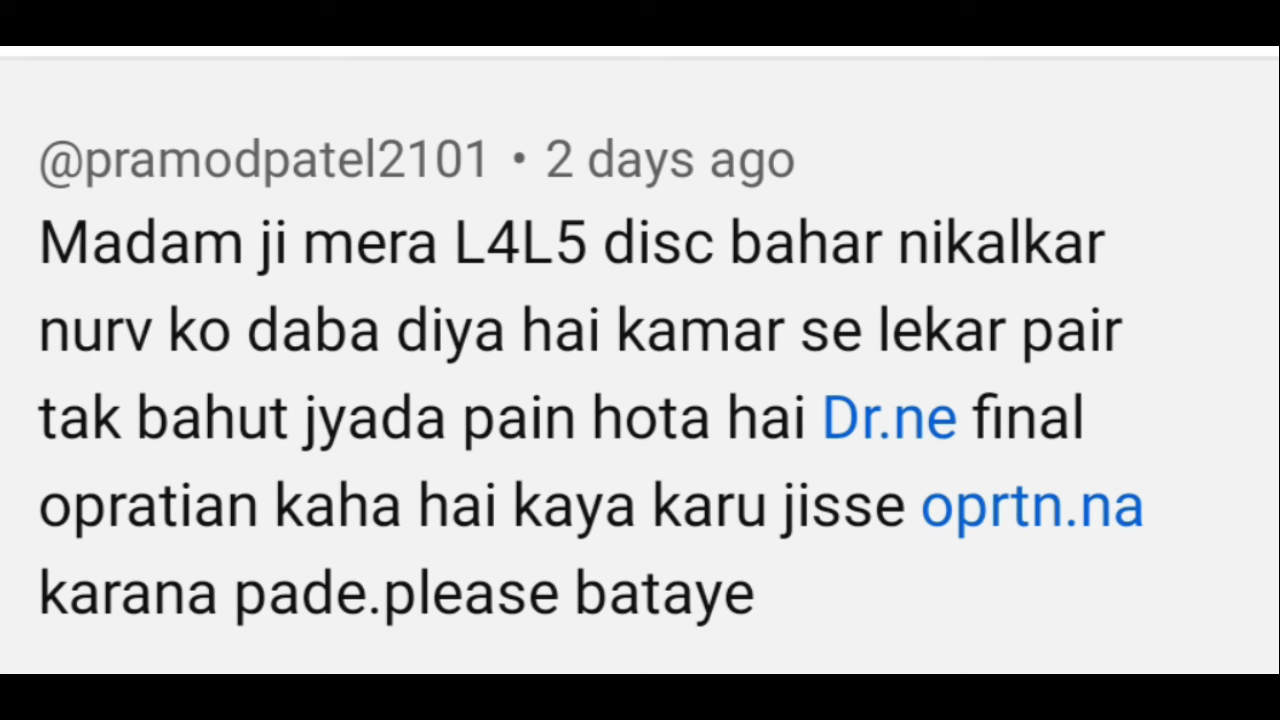 @pramodpatel2101 • 2 days ago
Madam ji mera L4L5 disc bahar nikalkar
nurv ko daba diya hai kamar se lekar pair
tak bahut jyada pain hota hai Dr.ne final
opratian kaha hai kaya karu jisse oprtn.na
karana pade.please bataye